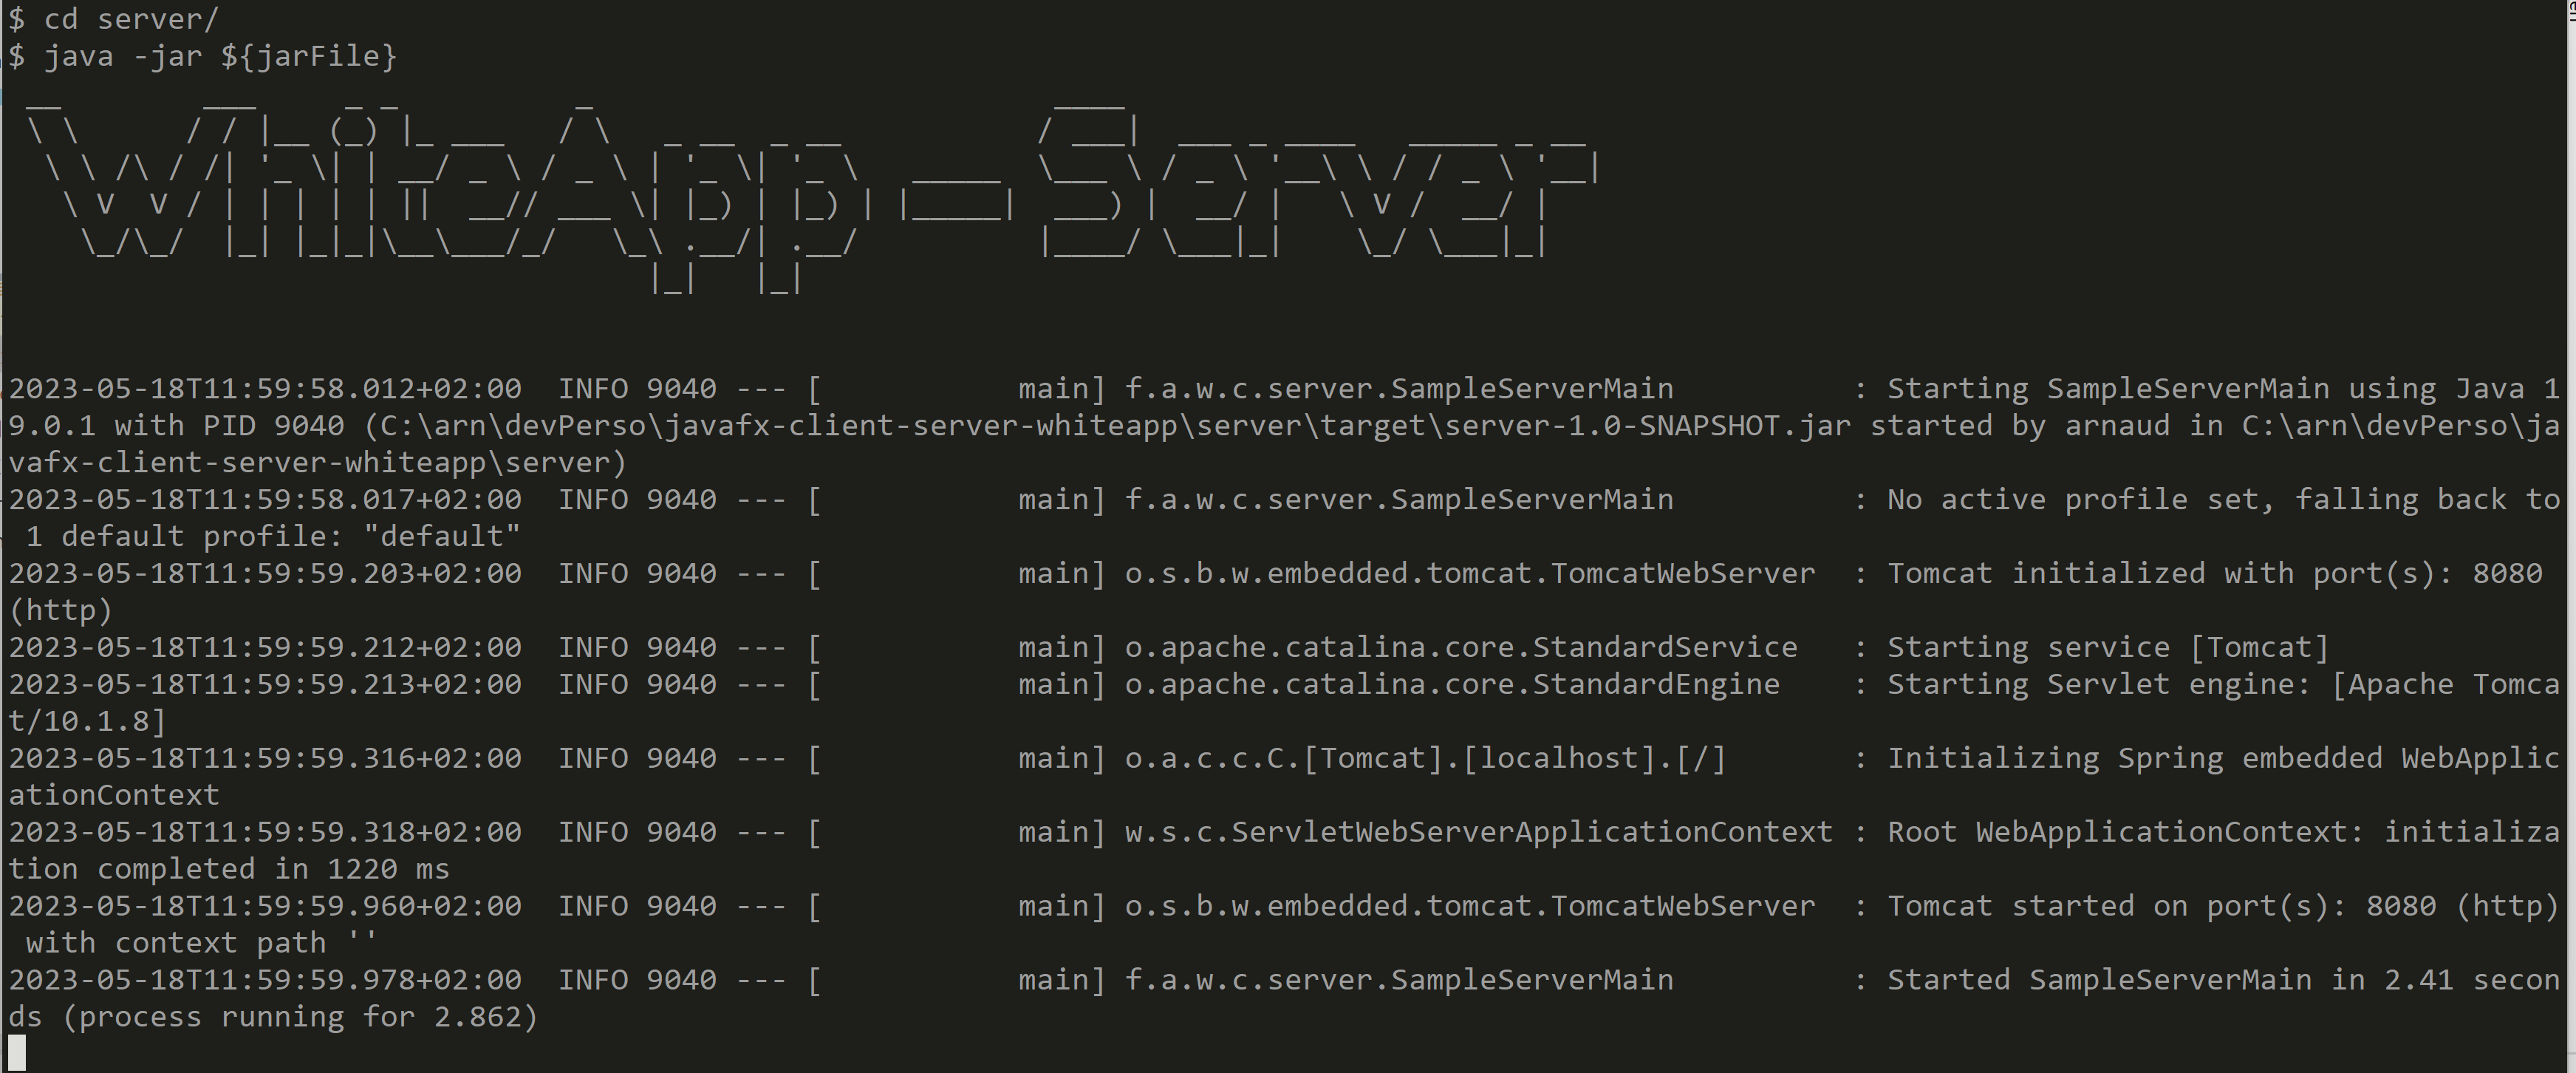 $ cd server/
$ java -jar ${jarFile}
WhiteApp - Server
2023-05-18T11:59:58.012+02:00  INFO 9040 --- [           main] f.a.w.c.server.SampleServerMain          : Starting SampleServerMain using Java 1
9.0.1 with PID 9040 (C:\arn\devPerso\javafx-client-server-whiteapp\server\target\server-1.0-SNAPSHOT.jar started by arnaud in C:\arn\devPerso\ja
vafx-client-server-whiteapp\server)
2023-05-18T11:59:58.017+02:00  INFO 9040 --- [           main] f.a.w.c.server.SampleServerMain          : No active profile set, falling back to
 1 default profile: "default"
2023-05-18T11:59:59.203+02:00  INFO 9040 --- [           main] o.s.b.w.embedded.tomcat.TomcatWebServer  : Tomcat initialized with port(s): 8080
(http)
2023-05-18T11:59:59.212+02:00  INFO 9040 --- [           main] o.apache.catalina.core.StandardService   : Starting service [Tomcat]
2023-05-18T11:59:59.213+02:00  INFO 9040 --- [           main] o.apache.catalina.core.StandardEngine    : Starting Servlet engine: [Apache Tomca
t/10.1.8]
2023-05-18T11:59:59.316+02:00  INFO 9040 --- [           main] o.a.c.c.C.[Tomcat].[localhost].[/]       : Initializing Spring embedded WebApplic
ationContext
2023-05-18T11:59:59.318+02:00  INFO 9040 --- [           main] w.s.c.ServletWebServerApplicationContext : Root WebApplicationContext: initializa
tion completed in 1220 ms
2023-05-18T11:59:59.960+02:00  INFO 9040 --- [           main] o.s.b.w.embedded.tomcat.TomcatWebServer  : Tomcat started on port(s): 8080 (http)
 with context path ''
2023-05-18T11:59:59.978+02:00  INFO 9040 --- [           main] f.a.w.c.server.SampleServerMain          : Started SampleServerMain in 2.41 secon
ds (process running for 2.862)